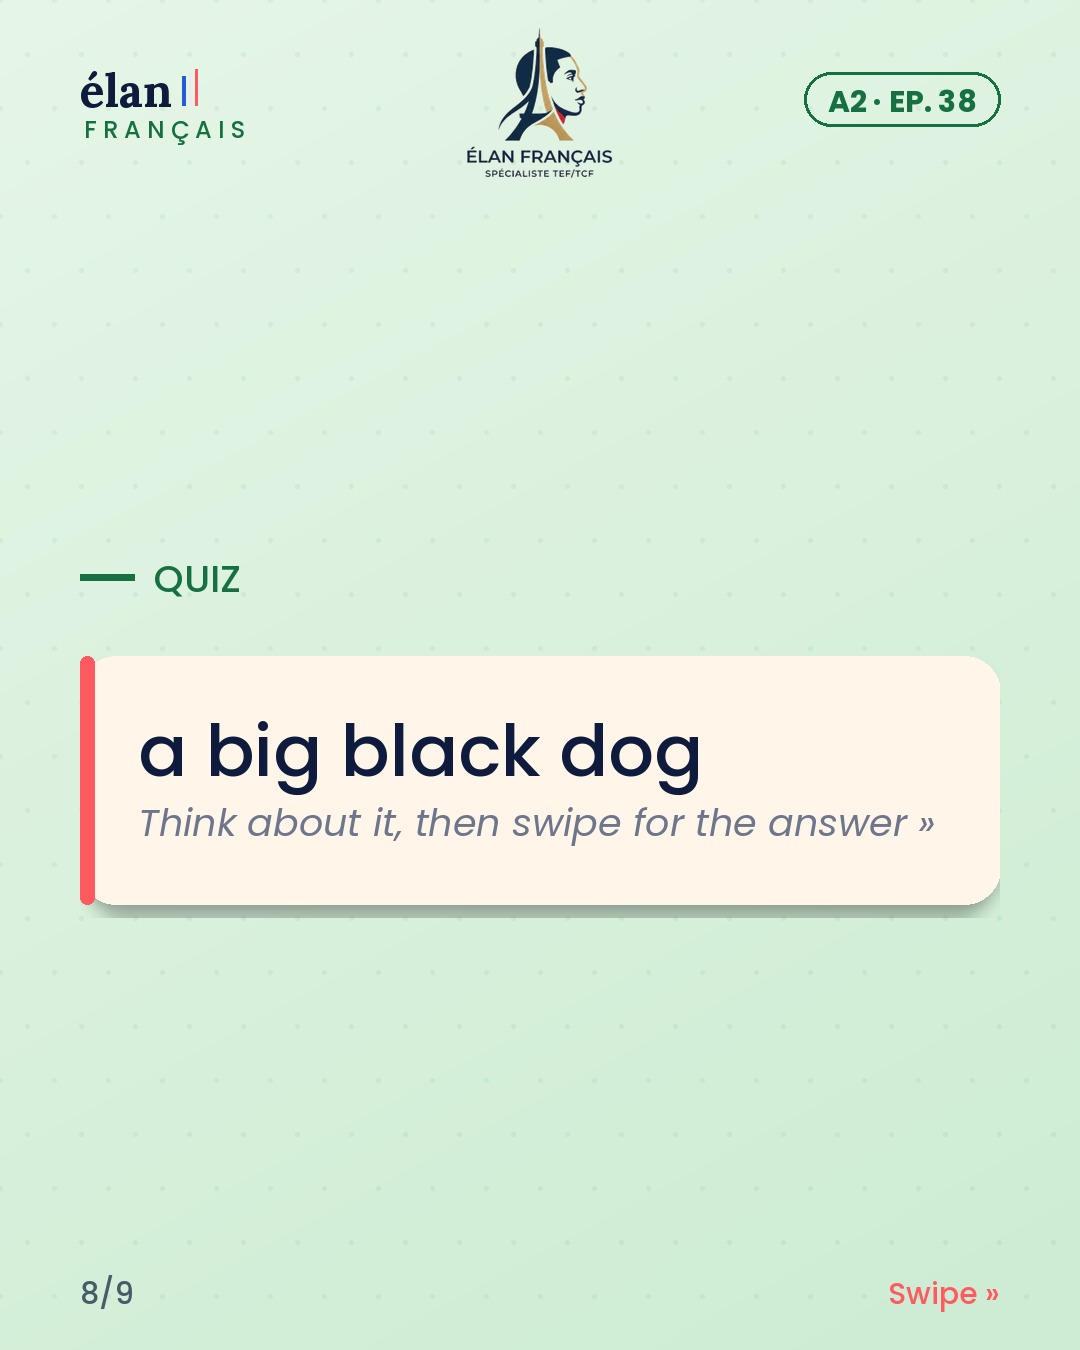 élan
FRANÇAIS
ÉLAN FRANÇAIS
SPÉCIALISTE TEF/TCF
A2 · EP. 38
QUIZ
a big black dog
Think about it, then swipe for the answer »
8/9
Swipe »